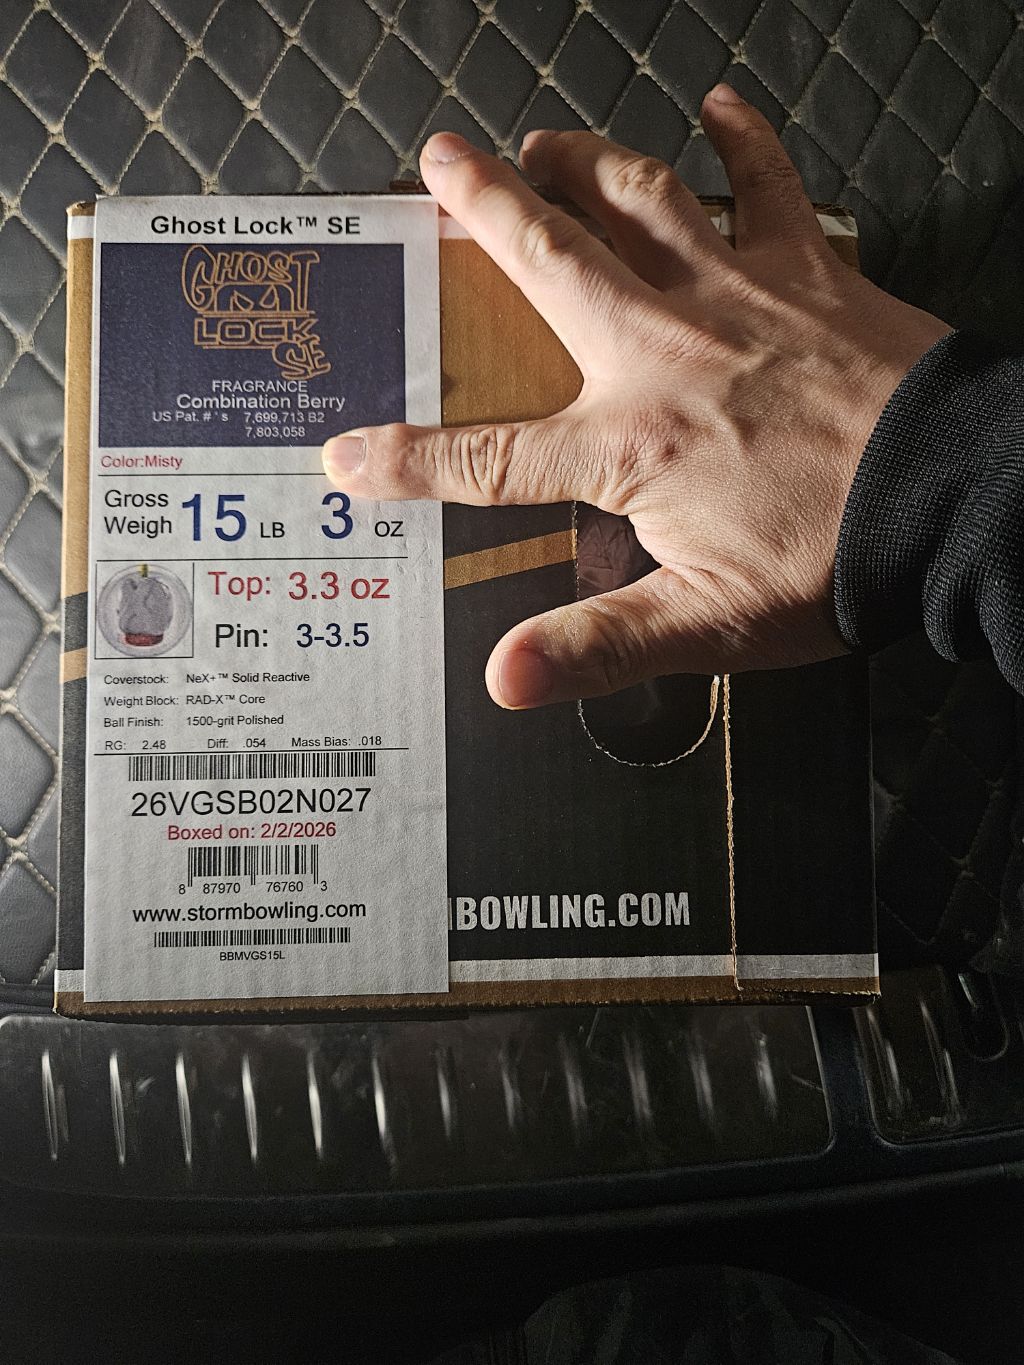 Ghost Lock™ SE
GHOST
LOCK
SE
FRAGRANCE
Combination Berry
US Pat. #'s 7,699,713 B2
7,803,058
Color:Misty
Gross Weigh 15 LB 3 oz
Top: 3.3 oz
Pin: 3-3.5
Coverstock: NeX+™ Solid Reactive
Weight Block: RAD-X™ Core
Ball Finish: 1500-grit Polished
RG: 2.48 Diff: .054 Mass Bias: .018
26VGSB02N027
Boxed on: 2/2/2026
8 87970 76760 3
www.stormbowling.com
BBMVGS15L
MBOWLING.COM